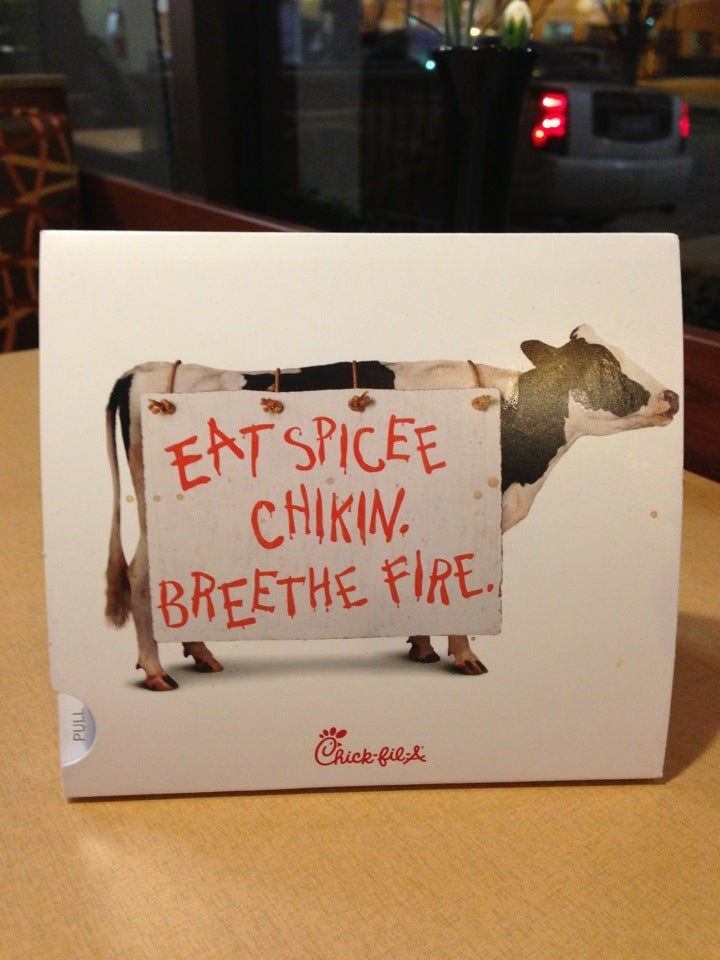 EAT SPICEE
CHIKIN.
BREETHE FIRE.
PULL
Chick-fil-A